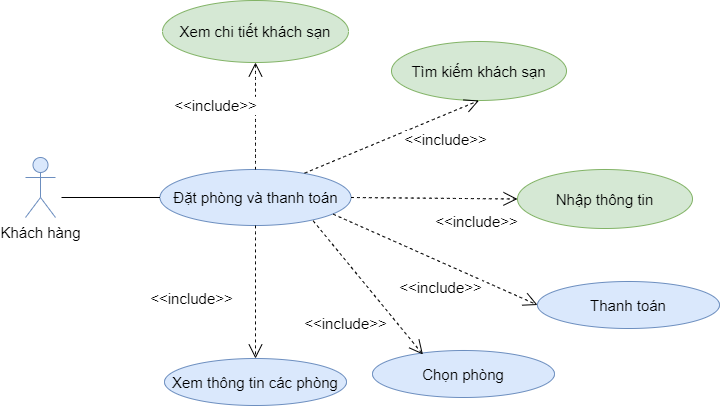 Xem chi tiết khách sạn
Tìm kiếm khách sạn
<<include>>
<<include>>
Đặt phòng và thanh toán
Nhập thông tin
<<include>>
Khách hàng
<<include>>
<<include>>
Thanh toán
<<include>>
Xem thông tin các phòng
Chọn phòng